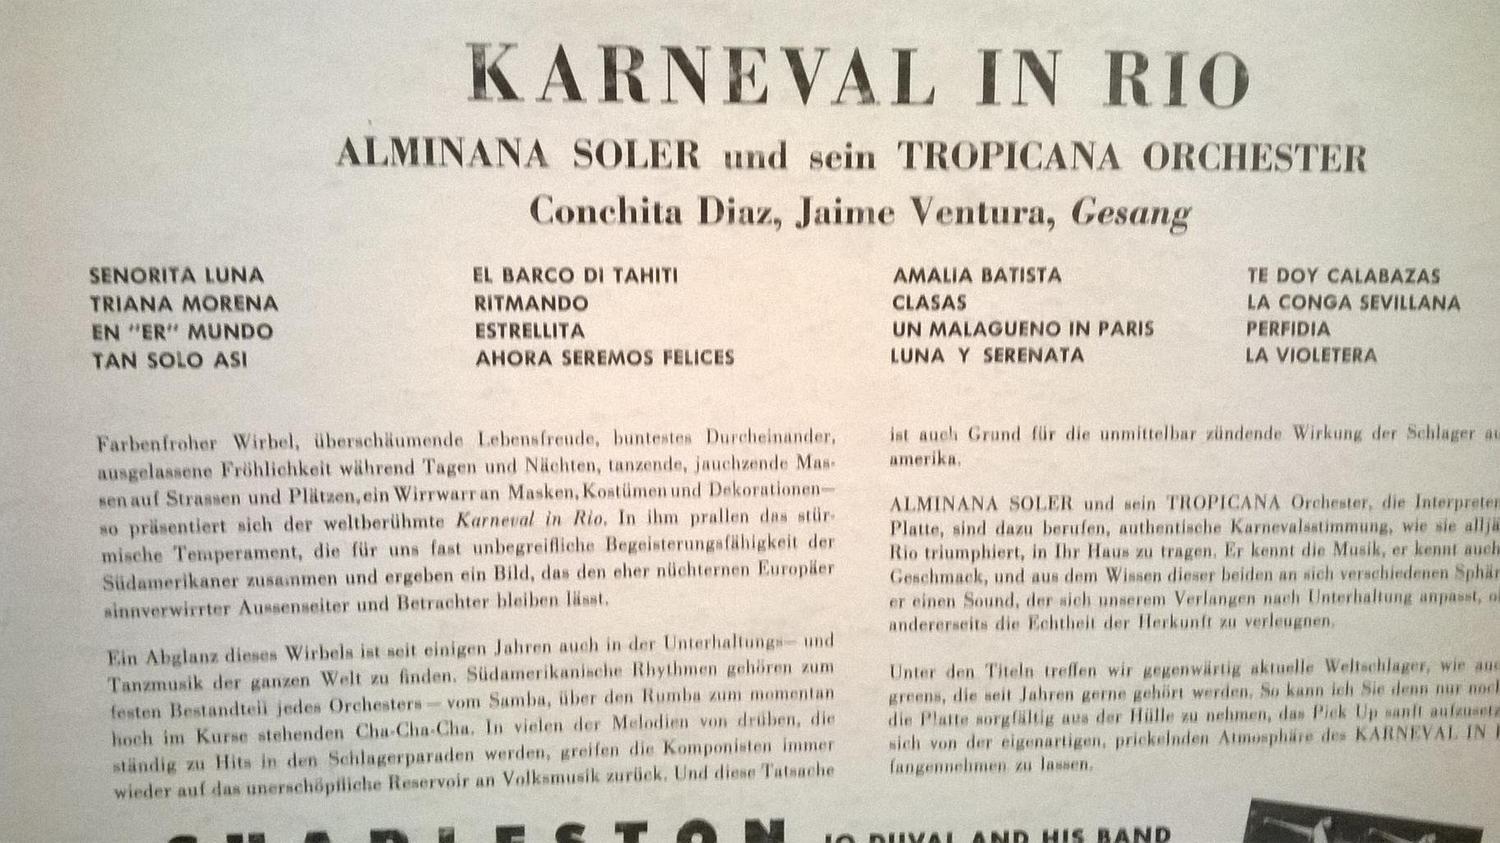 KARNEVAL IN RIO
ALMINANA SOLER und sein TROPICANA ORCHESTER
Conchita Diaz, Jaime Ventura, Gesang
SENORITA LUNA
TRIANA MORENA
EN "ER" MUNDO
TAN SOLO ASI
EL BARCO DI TAHITI
RITMANDO
ESTRELLITA
AHORA SEREMOS FELICES
AMALIA BATISTA
CLASAS
UN MALAGUENO IN PARIS
LUNA Y SERENATA
TE DOY CALABAZAS
LA CONGA SEVILLANA
PERFIDIA
LA VIOLETERA
Farbenfroher Wirbel, überschäumende Lebensfreude, buntestes Durcheinander,
ausgelassene Fröhlichkeit während Tagen und Nächten, tanzende, jauchzende Mas-
sen auf Strassen und Plätzen, ein Wirrwarr an Masken, Kostümen und Dekorationen—
so präsentiert sich der weltberühmte Karneval in Rio. In ihm prallen das stür-
mische Temperament, die für uns fast unbegreifliche Begeisterungsfähigkeit der
Südamerikaner zusammen und ergeben ein Bild, das den eher nüchternen Europäer
sinnverwirrter Aussenseiter und Betrachter bleiben lässt.
Ein Abglanz dieses Wirbels ist seit einigen Jahren auch in der Unterhaltungs— und
Tanzmusik der ganzen Welt zu finden. Südamerikanische Rhythmen gehören zum
festen Bestandteil jedes Orchesters — vom Samba, über den Rumba zum momentan
hoch im Kurse stehenden Cha-Cha-Cha. In vielen der Melodien von drüben, die
ständig zu Hits in den Schlagerparaden werden, greifen die Komponisten immer
wieder auf das unerschöpfliche Reservoir an Volksmusik zurück. Und diese Tatsache
ist auch Grund für die unmittelbar zündende Wirkung der Schlager
amerika.
ALMINANA SOLER und sein TROPICANA Orchester, die Interpreten
Platte, sind dazu berufen, authentische Karnevalsstimmung, wie sie alljä
Rio triumphiert, in Ihr Haus zu tragen. Er kennt die Musik, er kennt auch
Geschmack, und aus dem Wissen dieser beiden an sich verschiedenen Sphär
er einen Sound, der sich unserem Verlangen nach Unterhaltung anpasst,
andererseits die Echtheit der Herkunft zu verleugnen.
Unter den Titeln treffen wir gegenwärtig aktuelle Weltschlager, wie
greens, die seit Jahren gerne gehört werden. So kann ich Sie denn nur noch
die Platte sorgfältig aus der Hülle zu nehmen, das Pick Up sanft aufzusetz
sich von der eigenartigen, prickelnden Atmosphäre des KARNEVAL IN
fangennehmen zu lassen.
CHARLESTON JO DUVAL AND HIS BAND